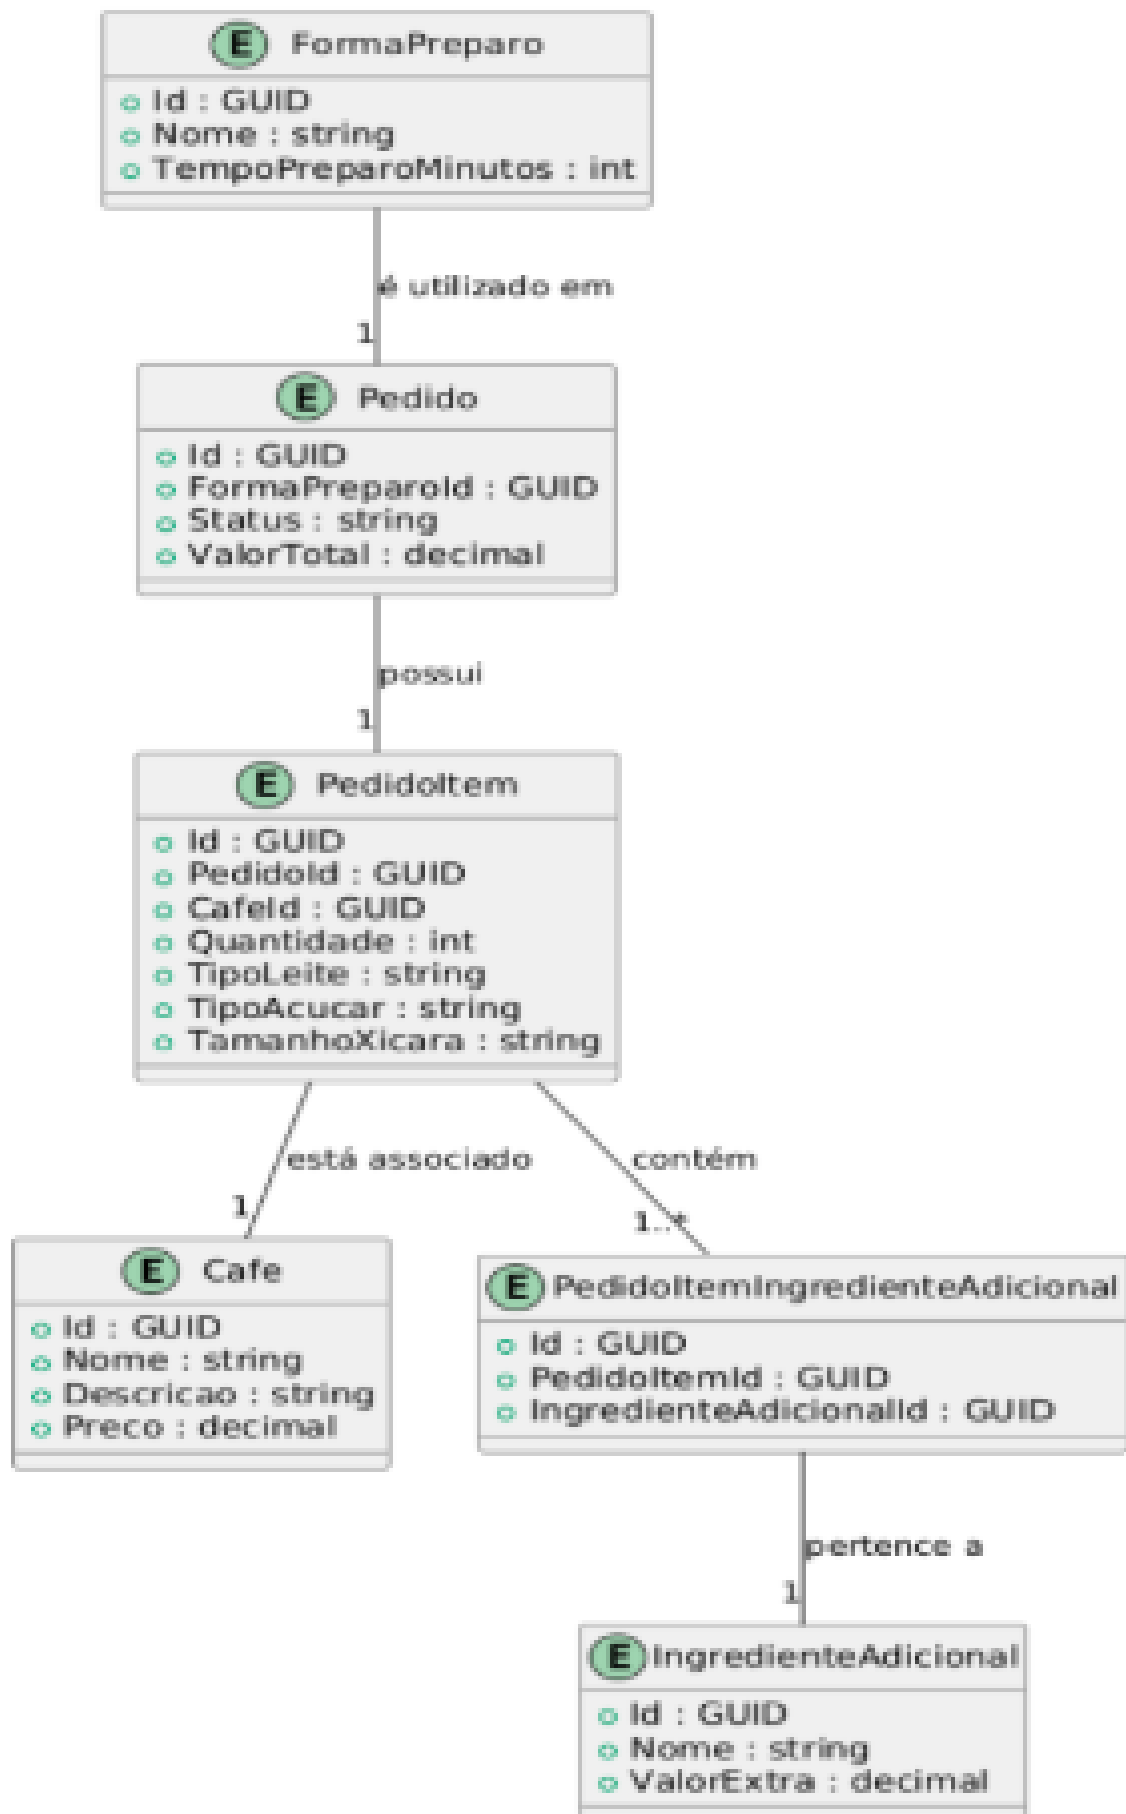 E FormaPreparo
Id : GUID
Nome : string
TempoPreparoMinutos : int
é utilizado em
1
E Pedido
Id : GUID
FormaPreparoId : GUID
Status : string
ValorTotal : decimal
possui
1
E PedidoItem
Id : GUID
PedidoId : GUID
CafeId : GUID
Quantidade : int
TipoLeite : string
TipoAcucar : string
TamanhoXicara : string
está associado
contém
1
1..*
E Cafe
Id : GUID
Nome : string
Descricao : string
Preco : decimal
E PedidoItemIngredienteAdicional
Id : GUID
PedidoItemId : GUID
IngredienteAdicionalId : GUID
pertence a
1
E IngredienteAdicional
Id : GUID
Nome : string
ValorExtra : decimal